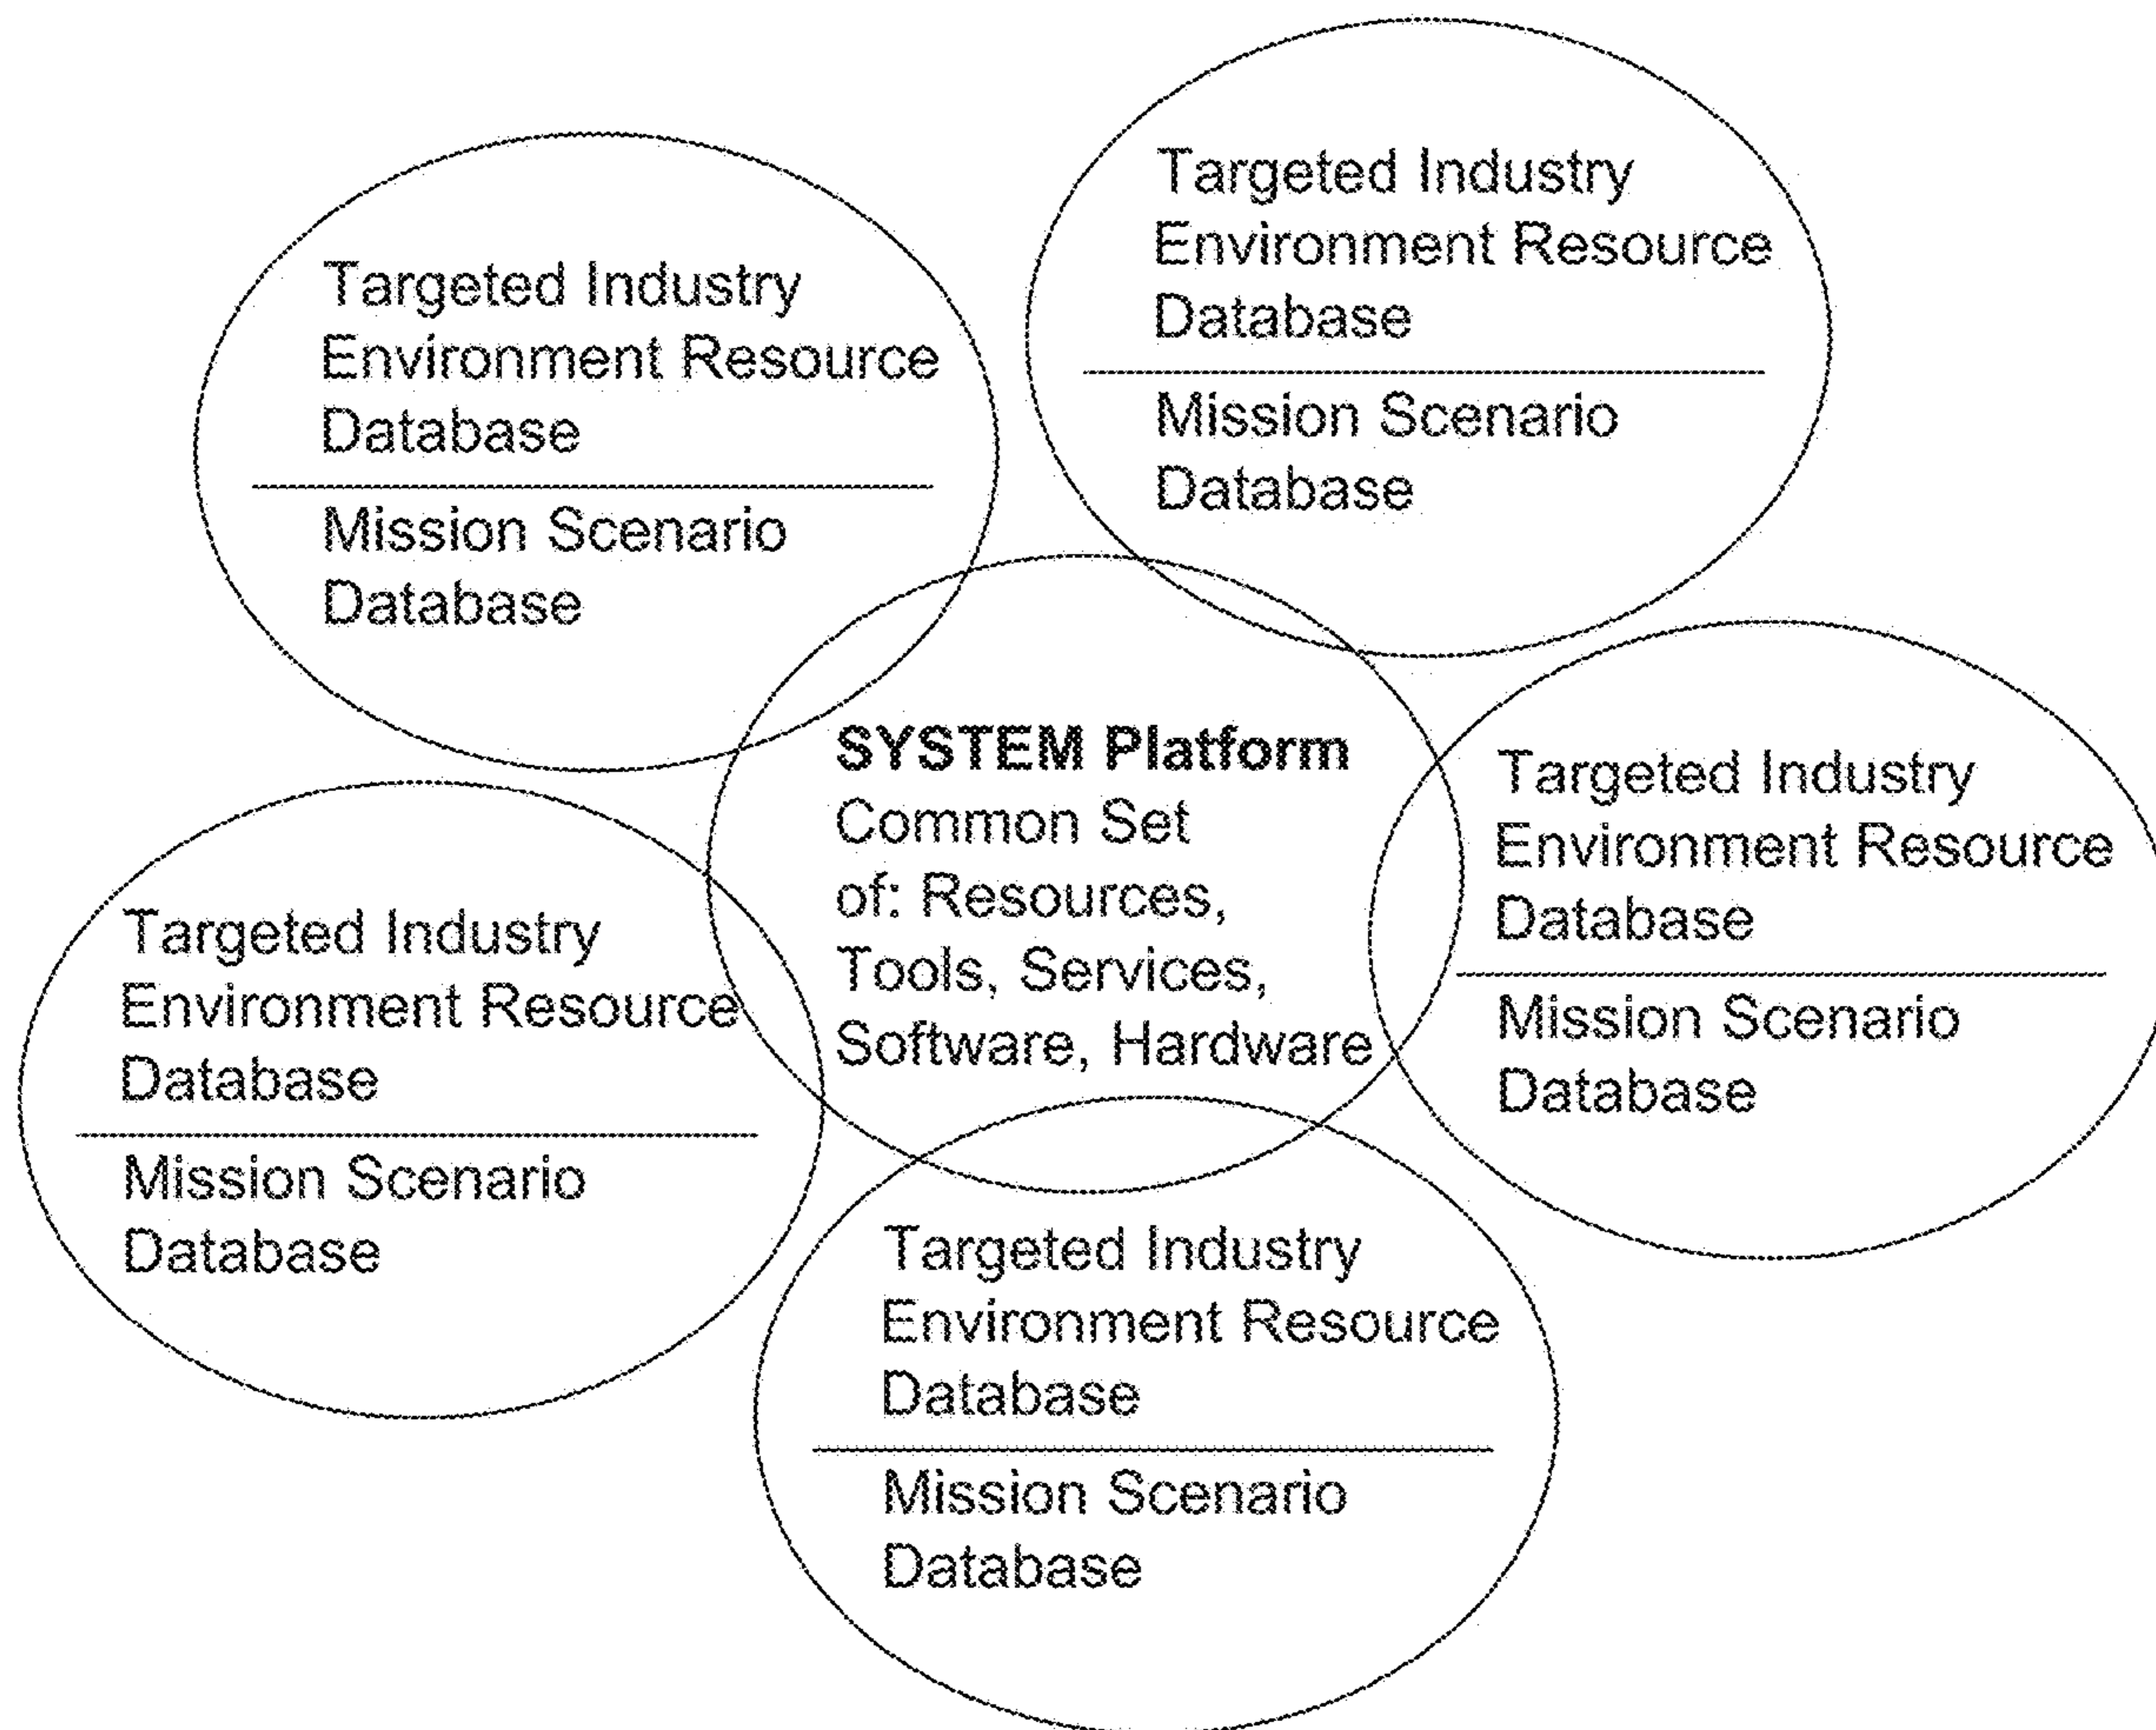 Targeted Industry
Environment Resource
Database
Mission Scenario
Database
Targeted Industry
Environment Resource
Database
Mission Scenario
Database
SYSTEM Platform
Common Set
of: Resources,
Tools, Services,
Software, Hardware
Targeted Industry
Environment Resource
Database
Mission Scenario
Database
Targeted Industry
Environment Resource
Database
Mission Scenario
Database
Targeted Industry
Environment Resource
Database
Mission Scenario
Database